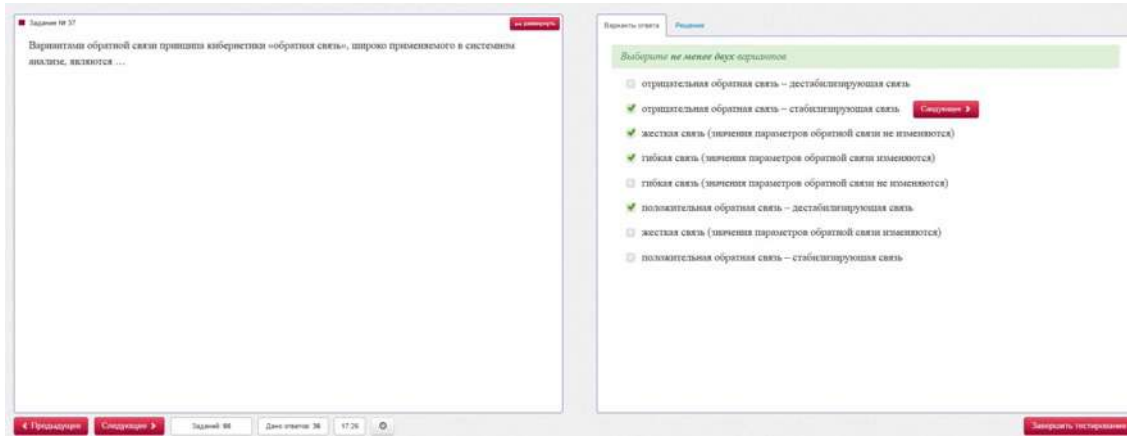 Задание № 37
развернуть
Вариантами обратной связи принципа кибернетики «обратная связь», широко применяемого в системном
анализе, являются …
Варианты ответа Решение
Выберите не менее двух вариантов
отрицательная обратная связь – дестабилизирующая связь
отрицательная обратная связь – стабилизирующая связь Следующее
жесткая связь (значения параметров обратной связи не изменяются)
гибкая связь (значения параметров обратной связи изменяются)
гибкая связь (значения параметров обратной связи не изменяются)
положительная обратная связь – дестабилизирующая связь
жесткая связь (значения параметров обратной связи изменяются)
положительная обратная связь – стабилизирующая связь
Предыдущее Следующее Заданий: Дано ответов: 36 17:26 Завершить тестирование